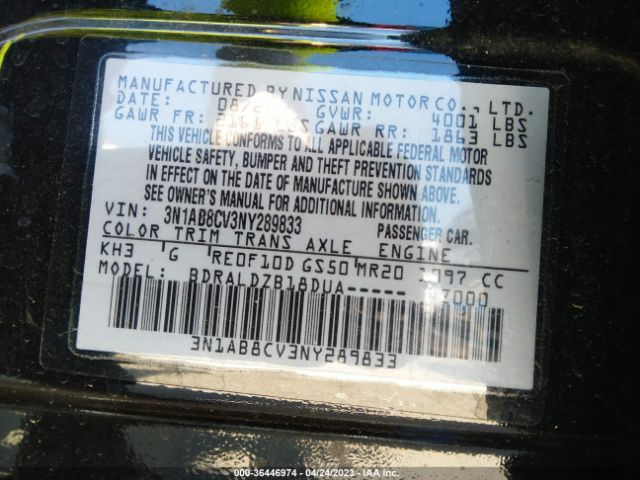 MANUFACTURED BY NISSAN MOTOR CO., LTD.
DATE: GVWR: 4001 LBS
GAWR FR: LBS GAWR RR: 1863 LBS
THIS VEHICLE CONFORMS TO ALL APPLICABLE FEDERAL MOTOR
VEHICLE SAFETY, BUMPER AND THEFT PREVENTION STANDARDS
IN EFFECT ON THE DATE OF MANUFACTURE SHOWN ABOVE.
SEE OWNER'S MANUAL FOR ADDITIONAL INFORMATION.
VIN: 3N1AB8CV3NY289833 PASSENGER CAR.
COLOR TRIM TRANS AXLE ENGINE
KH3 G RE0F10D GS50 MR20 1997 CC
MODEL: BDRALDZB18DUA-----
3N1AB8CV3NY289833
000-36446974 - 04/24/2023 - IAA Inc.